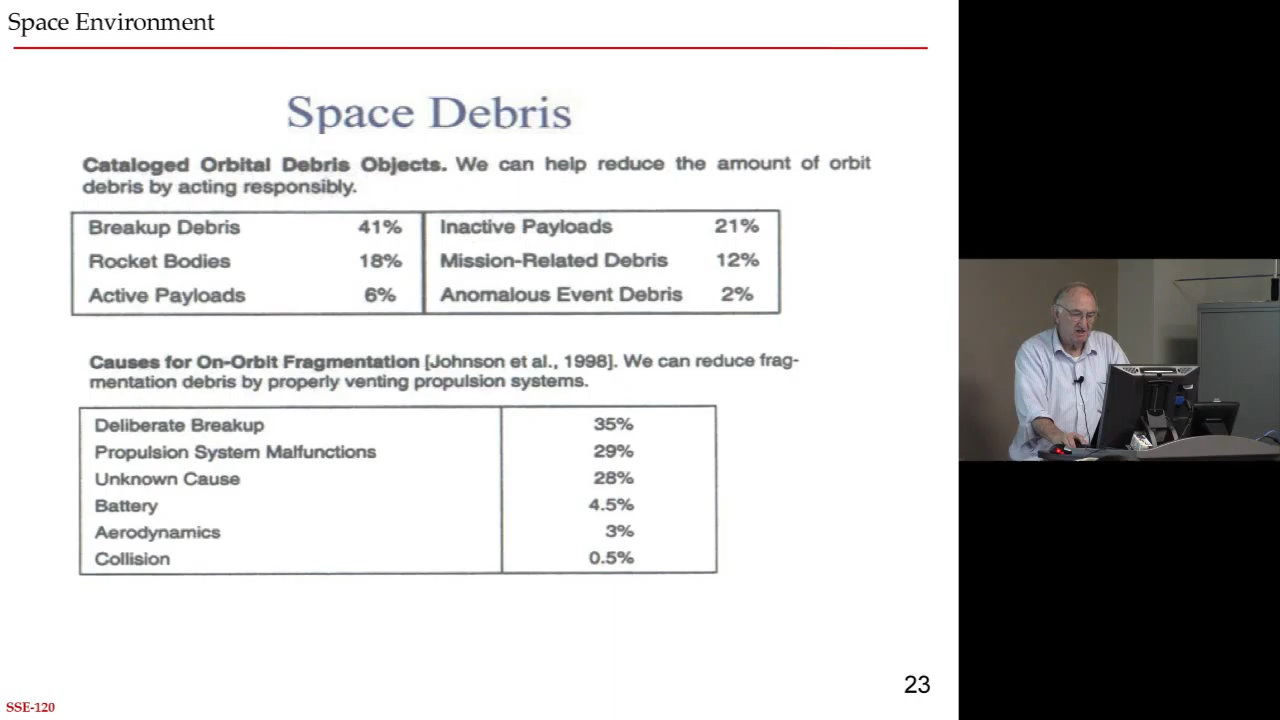 Space Environment
Space Debris
Cataloged Orbital Debris Objects. We can help reduce the amount of orbit
debris by acting responsibly.
Breakup Debris 41% Inactive Payloads 21%
Rocket Bodies 18% Mission-Related Debris 12%
Active Payloads 6% Anomalous Event Debris 2%
Causes for On-Orbit Fragmentation [Johnson et al., 1998]. We can reduce frag-
mentation debris by properly venting propulsion systems.
Deliberate Breakup 35%
Propulsion System Malfunctions 29%
Unknown Cause 28%
Battery 4.5%
Aerodynamics 3%
Collision 0.5%
23
SSE-120